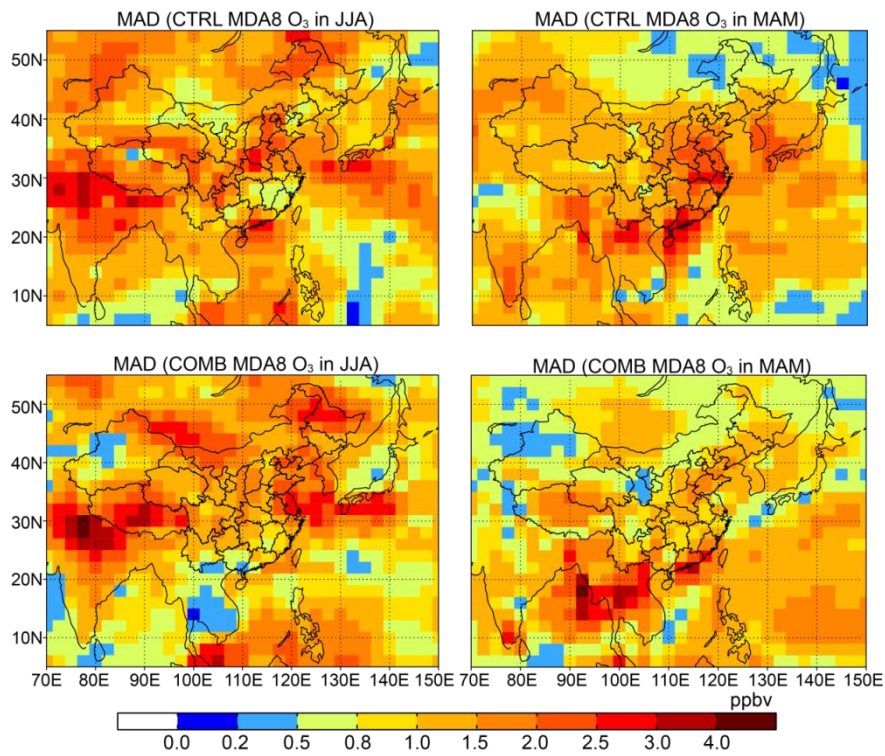 MAD (CTRL MDA8 O₃ in JJA) MAD (CTRL MDA8 O₃ in MAM)
50N
40N
30N
20N
10N
MAD (COMB MDA8 O₃ in JJA) MAD (COMB MDA8 O₃ in MAM)
50N
40N
30N
20N
10N
70E 80E 90E 100E 110E 120E 130E 140E 150E 80E 90E 100E 110E 120E 130E 140E 150E
ppbv
0.0 0.2 0.5 0.8 1.0 1.5 2.0 2.5 3.0 4.0